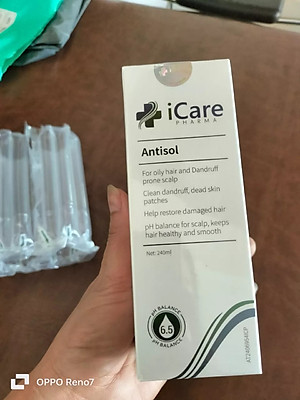 iCare
PHARMA
Antisol
For oily hair and Dandruff
prone scalp
Clean dandruff, dead skin
patches
Help restore damaged hair
pH balance for scalp, keeps
hair healthy and smooth
Net: 240ml
pH BALANCE
6.5
pH BALANCE
OPPO Reno7